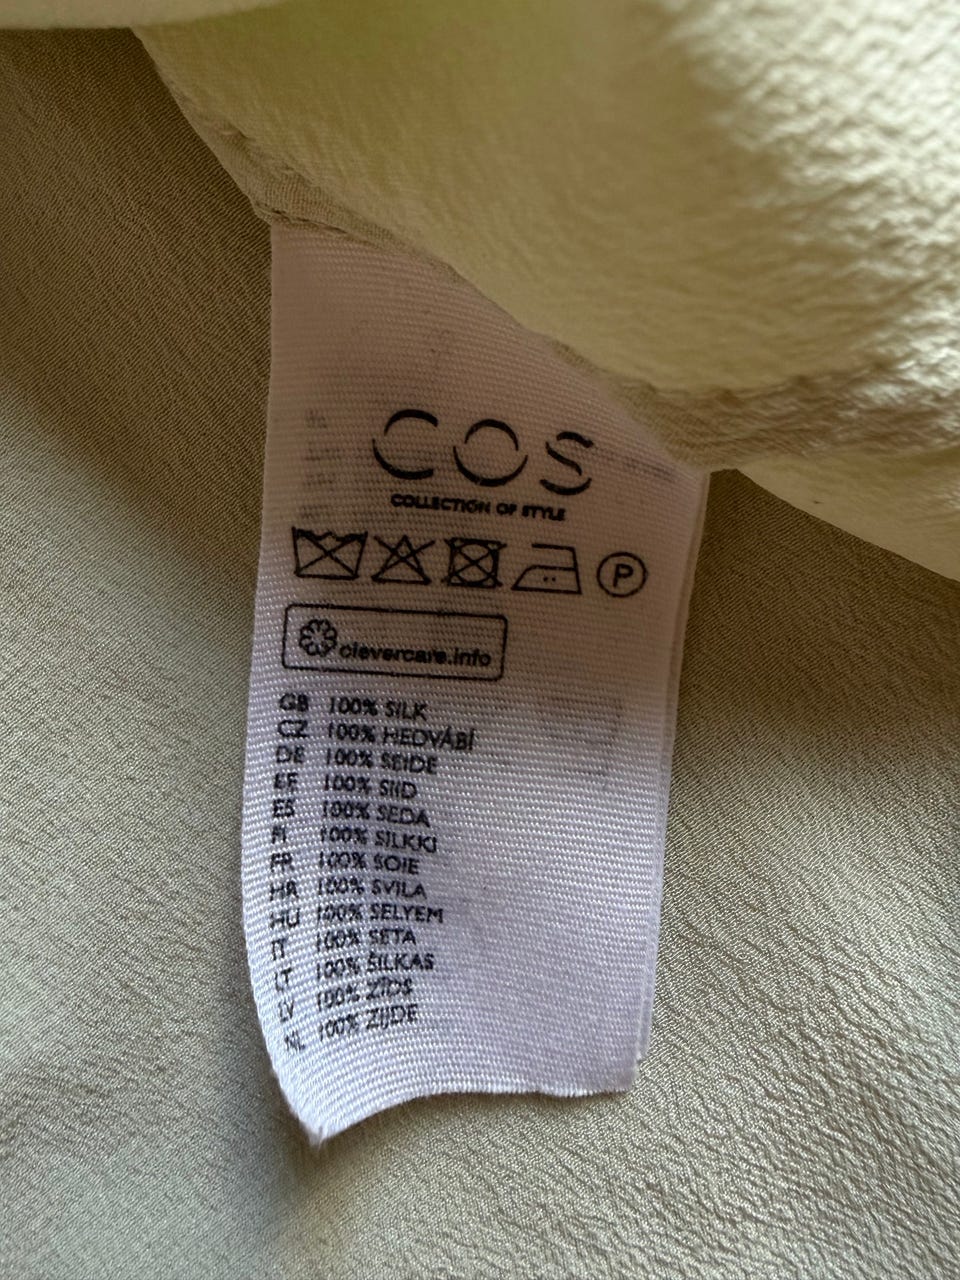 COS
COLLECTION OF STYLE
P
clevercare.info
GB 100% SILK
CZ 100% HEDVÁBÍ
DE 100% SEIDE
EE 100% SIID
ES 100% SEDA
FI 100% SILKKI
FR 100% SOIE
HR 100% SVILA
HU 100% SELYEM
IT 100% SETA
LT 100% ŠILKAS
LV 100% ZĪDS
NL 100% ZIJDE